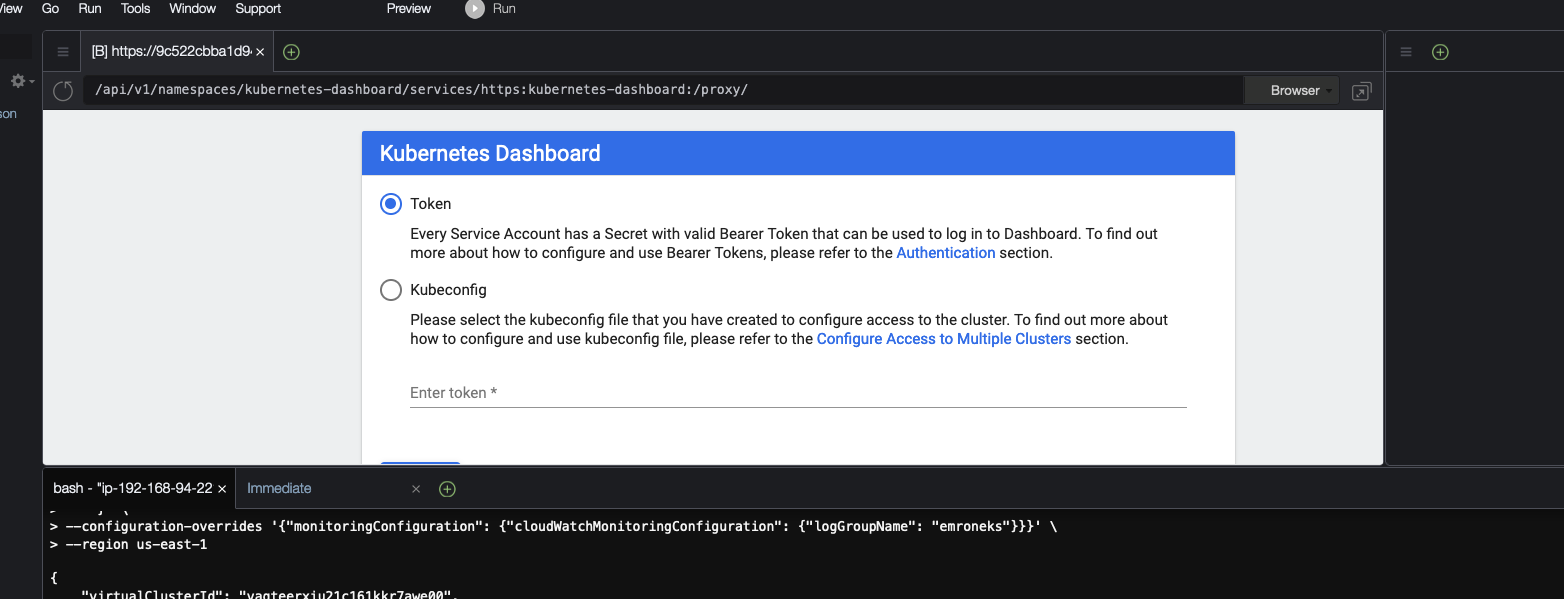 View Go Run Tools Window Support Preview Run
[B] https://9c522cbba1d9
/api/v1/namespaces/kubernetes-dashboard/services/https:kubernetes-dashboard:/proxy/ Browser
son
Kubernetes Dashboard
Token
Every Service Account has a Secret with valid Bearer Token that can be used to log in to Dashboard. To find out
more about how to configure and use Bearer Tokens, please refer to the Authentication section.
Kubeconfig
Please select the kubeconfig file that you have created to configure access to the cluster. To find out more about
how to configure and use kubeconfig file, please refer to the Configure Access to Multiple Clusters section.
Enter token *
bash - "ip-192-168-94-22 Immediate
> --configuration-overrides '{"monitoringConfiguration": {"cloudWatchMonitoringConfiguration": {"logGroupName": "emroneks"}}}' \
> --region us-east-1
{
"virtualClusterId":